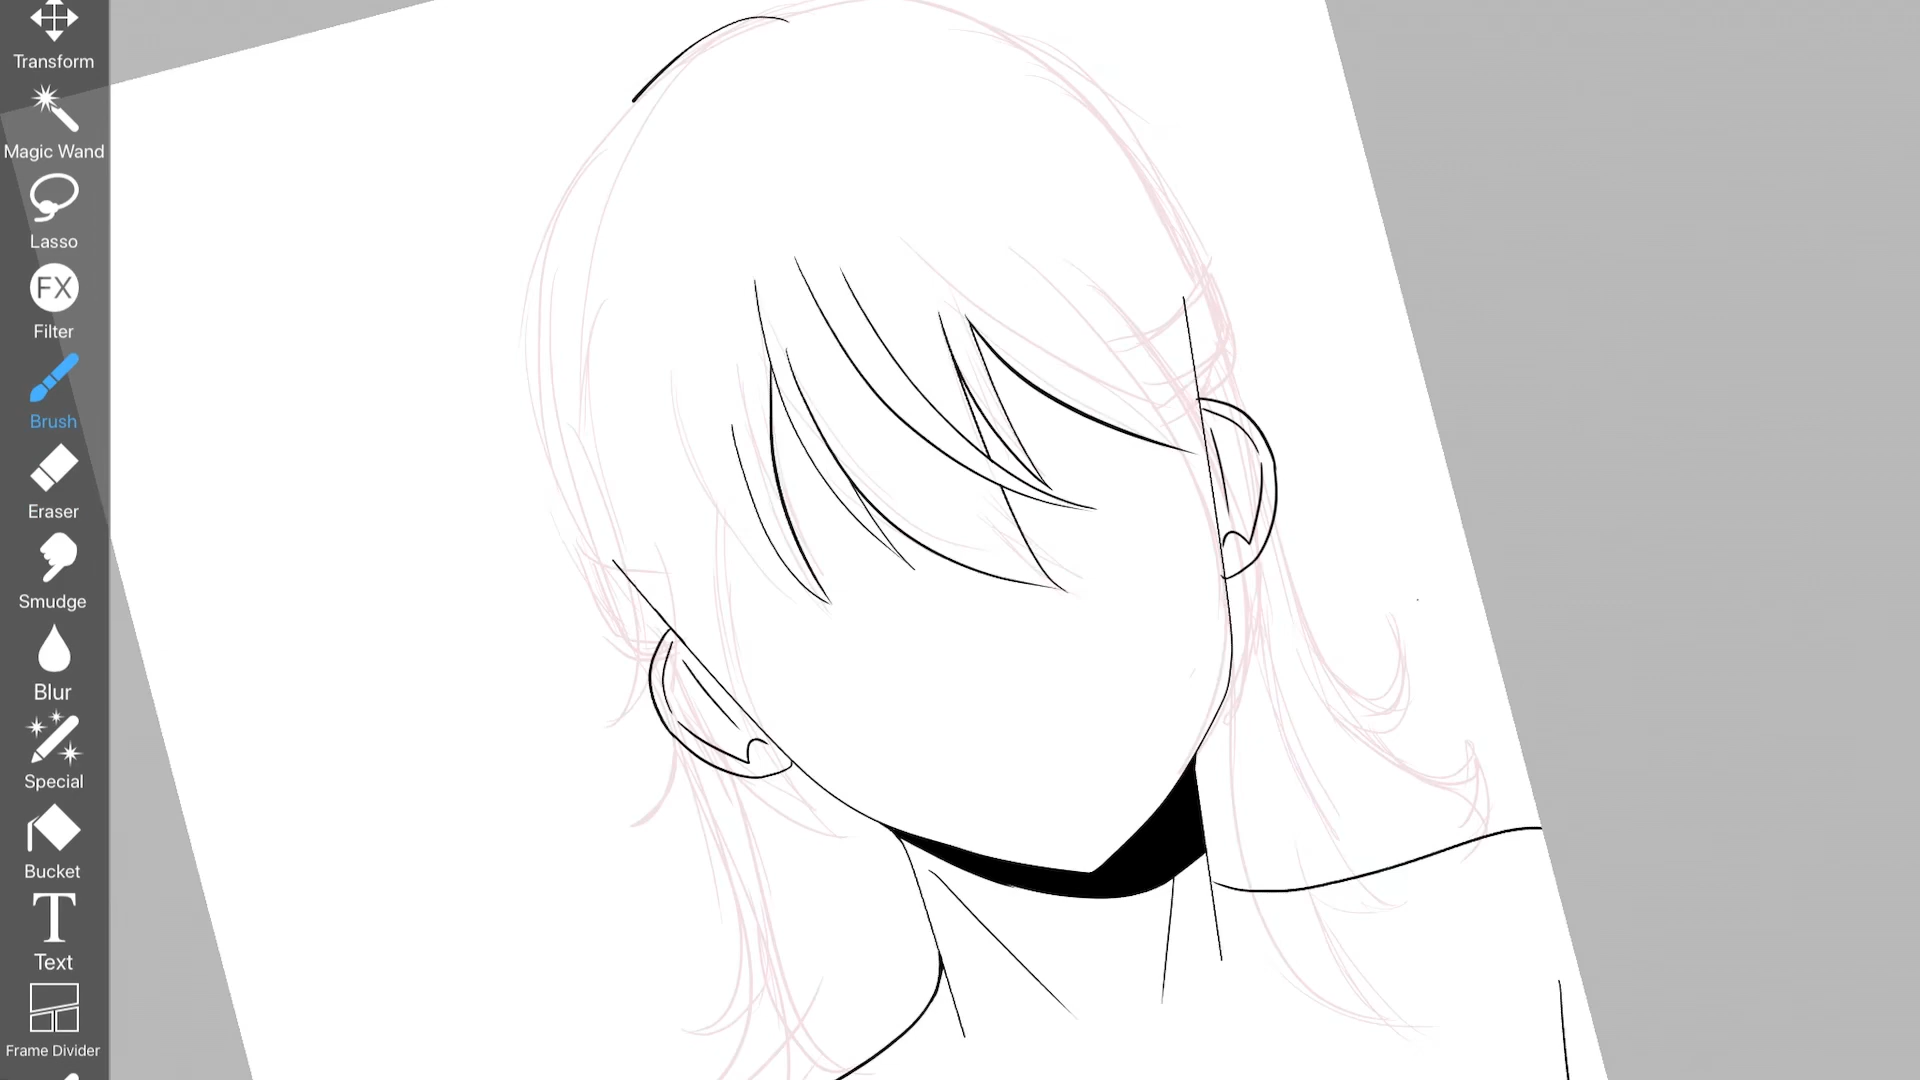 Transform
Magic Wand
Lasso
FX
Filter
Brush
Eraser
Smudge
Blur
Special
Bucket
T
Text
Frame Divider